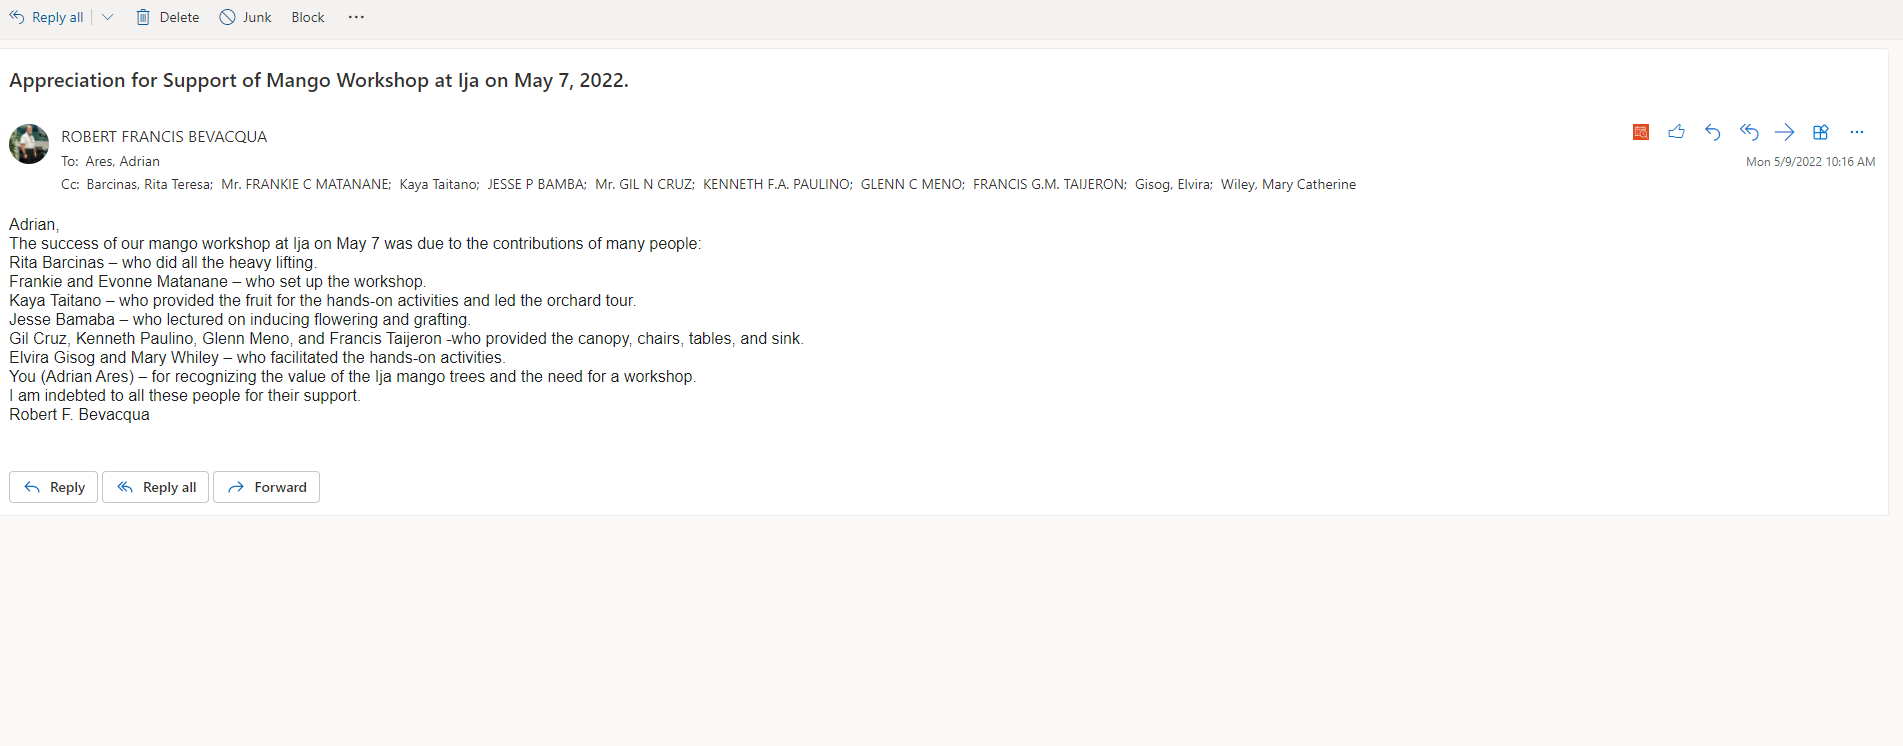 Reply all Delete Junk Block ...
Appreciation for Support of Mango Workshop at Ija on May 7, 2022.
ROBERT FRANCIS BEVACQUA
To: Ares, Adrian
Mon 5/9/2022 10:16 AM
Cc: Barcinas, Rita Teresa; Mr. FRANKIE C MATANANE; Kaya Taitano; JESSE P BAMBA; Mr. GIL N CRUZ; KENNETH F.A. PAULINO; GLENN C MENO; FRANCIS G.M. TAIJERON; Gisog, Elvira; Wiley, Mary Catherine
Adrian,
The success of our mango workshop at Ija on May 7 was due to the contributions of many people:
Rita Barcinas – who did all the heavy lifting.
Frankie and Evonne Matanane – who set up the workshop.
Kaya Taitano – who provided the fruit for the hands-on activities and led the orchard tour.
Jesse Bamaba – who lectured on inducing flowering and grafting.
Gil Cruz, Kenneth Paulino, Glenn Meno, and Francis Taijeron -who provided the canopy, chairs, tables, and sink.
Elvira Gisog and Mary Whiley – who facilitated the hands-on activities.
You (Adrian Ares) – for recognizing the value of the Ija mango trees and the need for a workshop.
I am indebted to all these people for their support.
Robert F. Bevacqua
Reply Reply all Forward